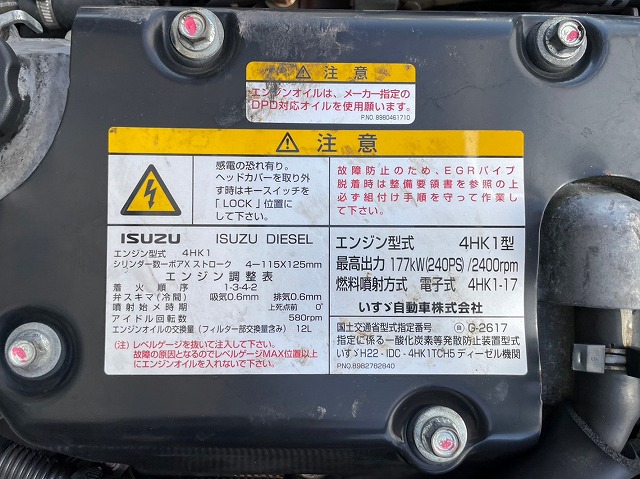 ⚠ 注意
エンジンオイルは、メーカー指定の
DPD対応オイルを使用願います。
P.NO. 8980461710
⚠ 注意
感電の恐れ有り。
ヘッドカバーを取り外
す時はキースイッチを
「LOCK」位置に
して下さい。
故障防止のため、EGRパイプ
脱着時は整備要領書を参照の上
必ず組付け手順を守って作業し
て下さい。
ISUZU ISUZU DIESEL
エンジン型式 4HK1
シリンダー数-ボアXストローク 4-115X125mm
エンジン調整表
着火順序 1-3-4-2
弁スキマ(冷間) 吸気0.6mm 排気0.6mm
噴射始メ時期 上死点前 0°
アイドル回転数 580rpm
エンジンオイルの交換量(フィルター部交換量含み) 12L
(注)レベルゲージを抜いて注入して下さい。
故障の原因となるのでレベルゲージMAX位置以上
にエンジンオイルを入れないで下さい。
エンジン型式 4HK1型
最高出力 177kW(240PS)/2400rpm
燃料噴射方式 電子式 4HK1-17
いすゞ自動車株式会社
国土交通省型式指定番号 G-2617
指定に係る一酸化炭素等発散防止装置型式
いすゞH22-IDC-4HK1TCH5ディーゼル機関
P.NO.8982782840